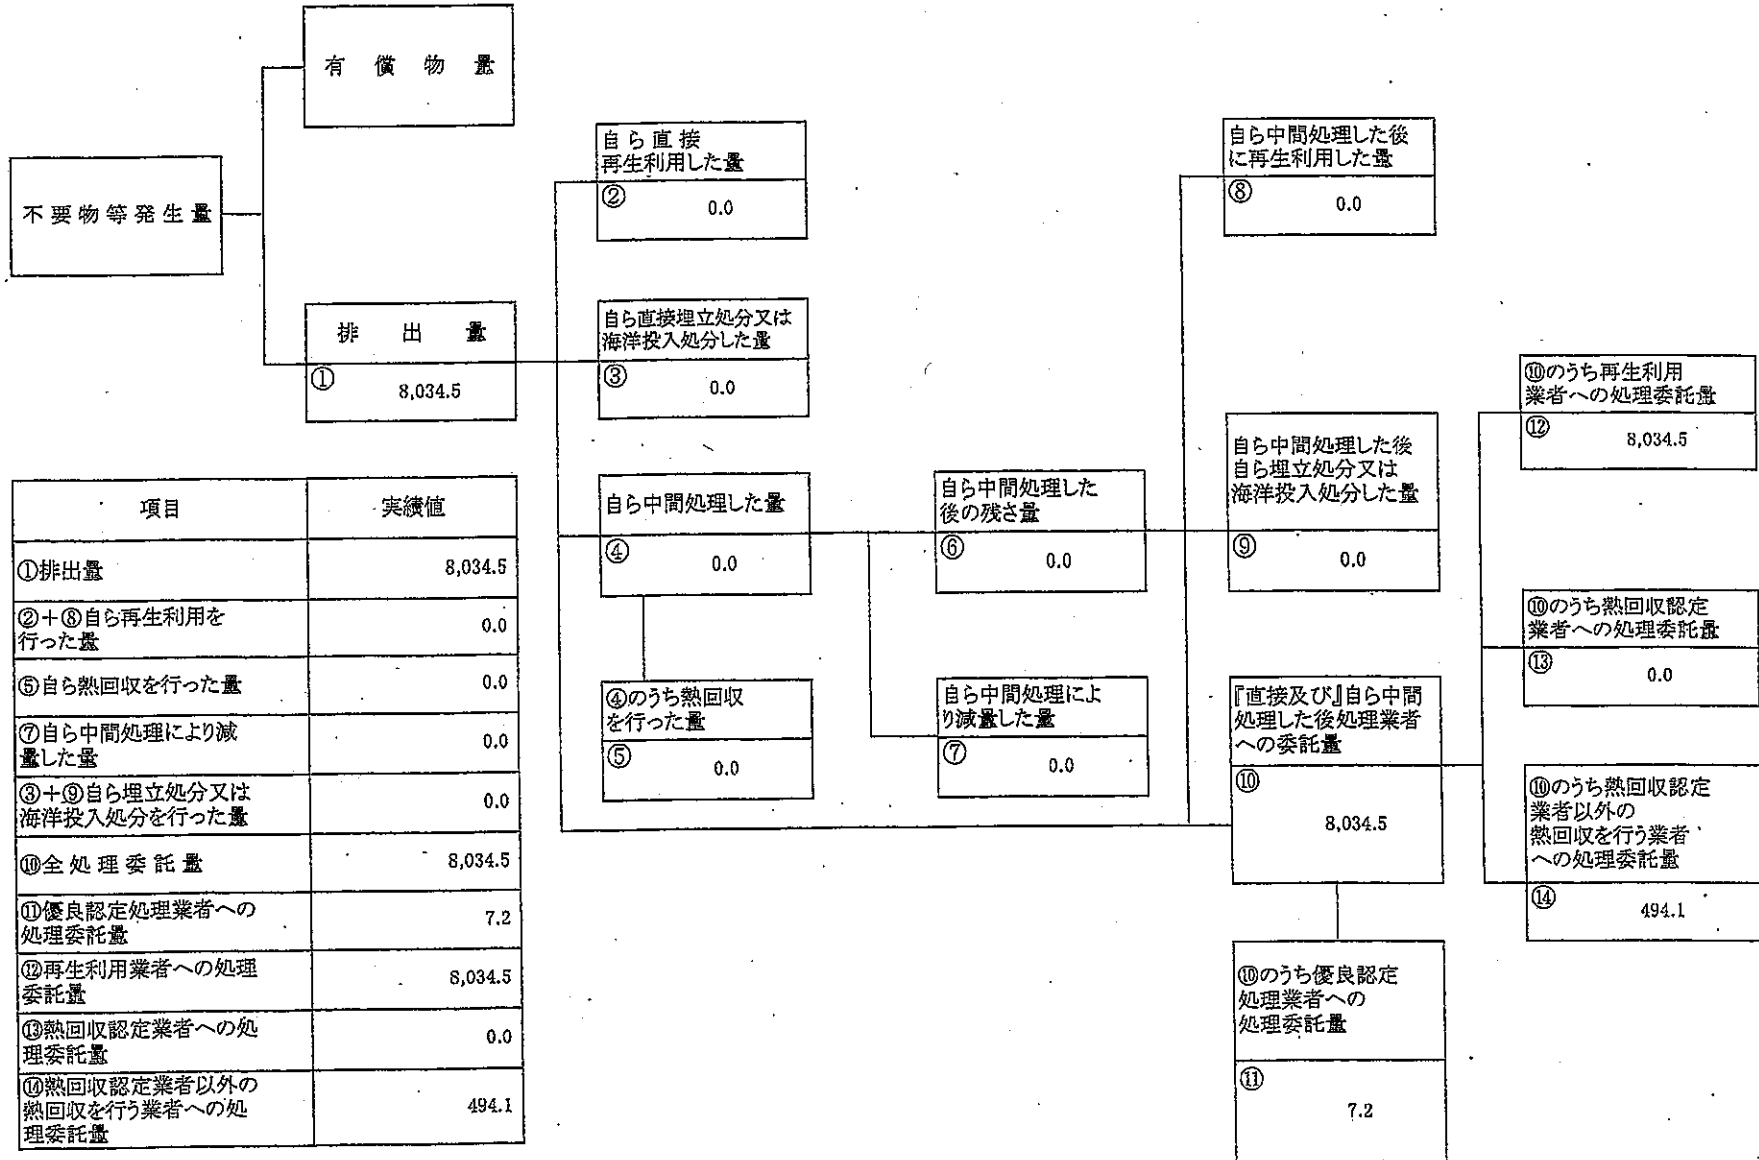 有償物量
不要物等発生量
排出量
①
8,034.5
自ら直接
再生利用した量
②
0.0
自ら直接埋立処分又は
海洋投入処分した量
③
0.0
自ら中間処理した量
④
0.0
④のうち熱回収
を行った量
⑤
0.0
自ら中間処理した
後の残さ量
⑥
0.0
自ら中間処理によ
り減量した量
⑦
0.0
自ら中間処理した後
に再生利用した量
⑧
0.0
自ら中間処理した後
自ら埋立処分又は
海洋投入処分した量
⑨
0.0
『直接及び』自ら中間
処理した後処理業者
への委託量
⑩
8,034.5
⑩のうち優良認定
処理業者への
処理委託量
⑪
7.2
⑩のうち再生利用
業者への処理委託量
⑫
8,034.5
⑩のうち熱回収認定
業者への処理委託量
⑬
0.0
⑩のうち熱回収認定
業者以外の
熱回収を行う業者
への処理委託量
⑭
494.1
項目 実績値
①排出量 8,034.5
②+⑧自ら再生利用を
行った量 0.0
⑤自ら熱回収を行った量 0.0
⑦自ら中間処理により減
量した量 0.0
③+⑨自ら埋立処分又は
海洋投入処分を行った量 0.0
⑩全処理委託量 8,034.5
⑪優良認定処理業者への
処理委託量 7.2
⑫再生利用業者への処理
委託量 8,034.5
⑬熱回収認定業者への処
理委託量 0.0
⑭熱回収認定業者以外の
熱回収を行う業者への処
理委託量 494.1